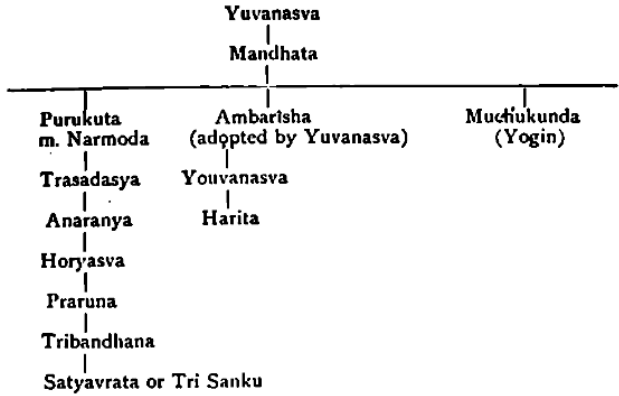 Yuvanasva
Mandhata
Purukuta Ambarisha Muchukunda
m. Narmoda (adopted by Yuvanasva) (Yogin)
Trasadasya Youvanasva
Anaranya Harita
Horyasva
Praruna
Tribandhana
Satyavrata or Tri Sanku